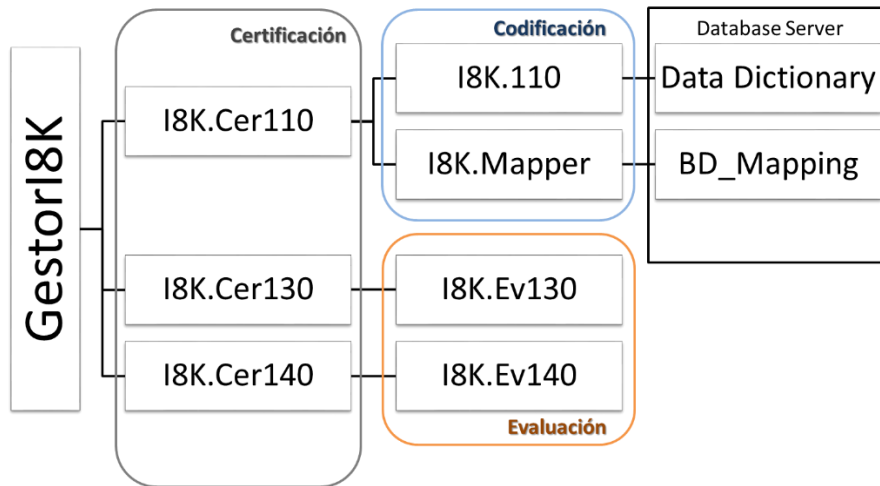 GestorI8K
Certificación
I8K.Cer110
I8K.Cer130
I8K.Cer140
Codificación
I8K.110
I8K.Mapper
I8K.Ev130
I8K.Ev140
Evaluación
Database Server
Data Dictionary
BD_Mapping